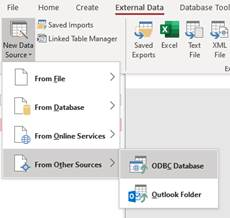 File Home Create External Data Database Tool
New Data Source
Saved Imports
Linked Table Manager
Saved Exports
Excel
Text File
XML File
From File
From Database
From Online Services
From Other Sources
ODBC Database
Outlook Folder